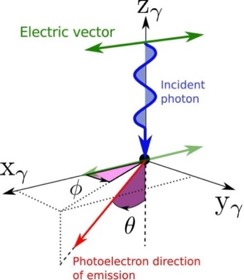 zγ
Electric vector
Incident
photon
xγ
ϕ
yγ
θ
Photoelectron direction
of emission